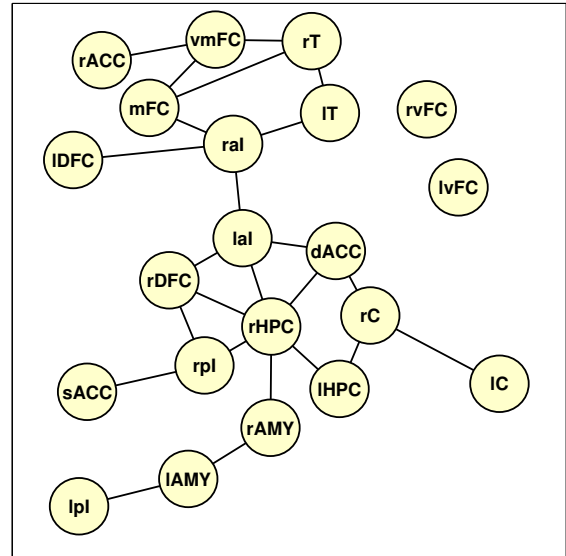 vmFC
rT
rACC
mFC
lT
rvFC
raI
lDFC
lvFC
laI
dACC
rDFC
rC
rHPC
rpI
lHPC
lC
sACC
rAMY
lAMY
lpI